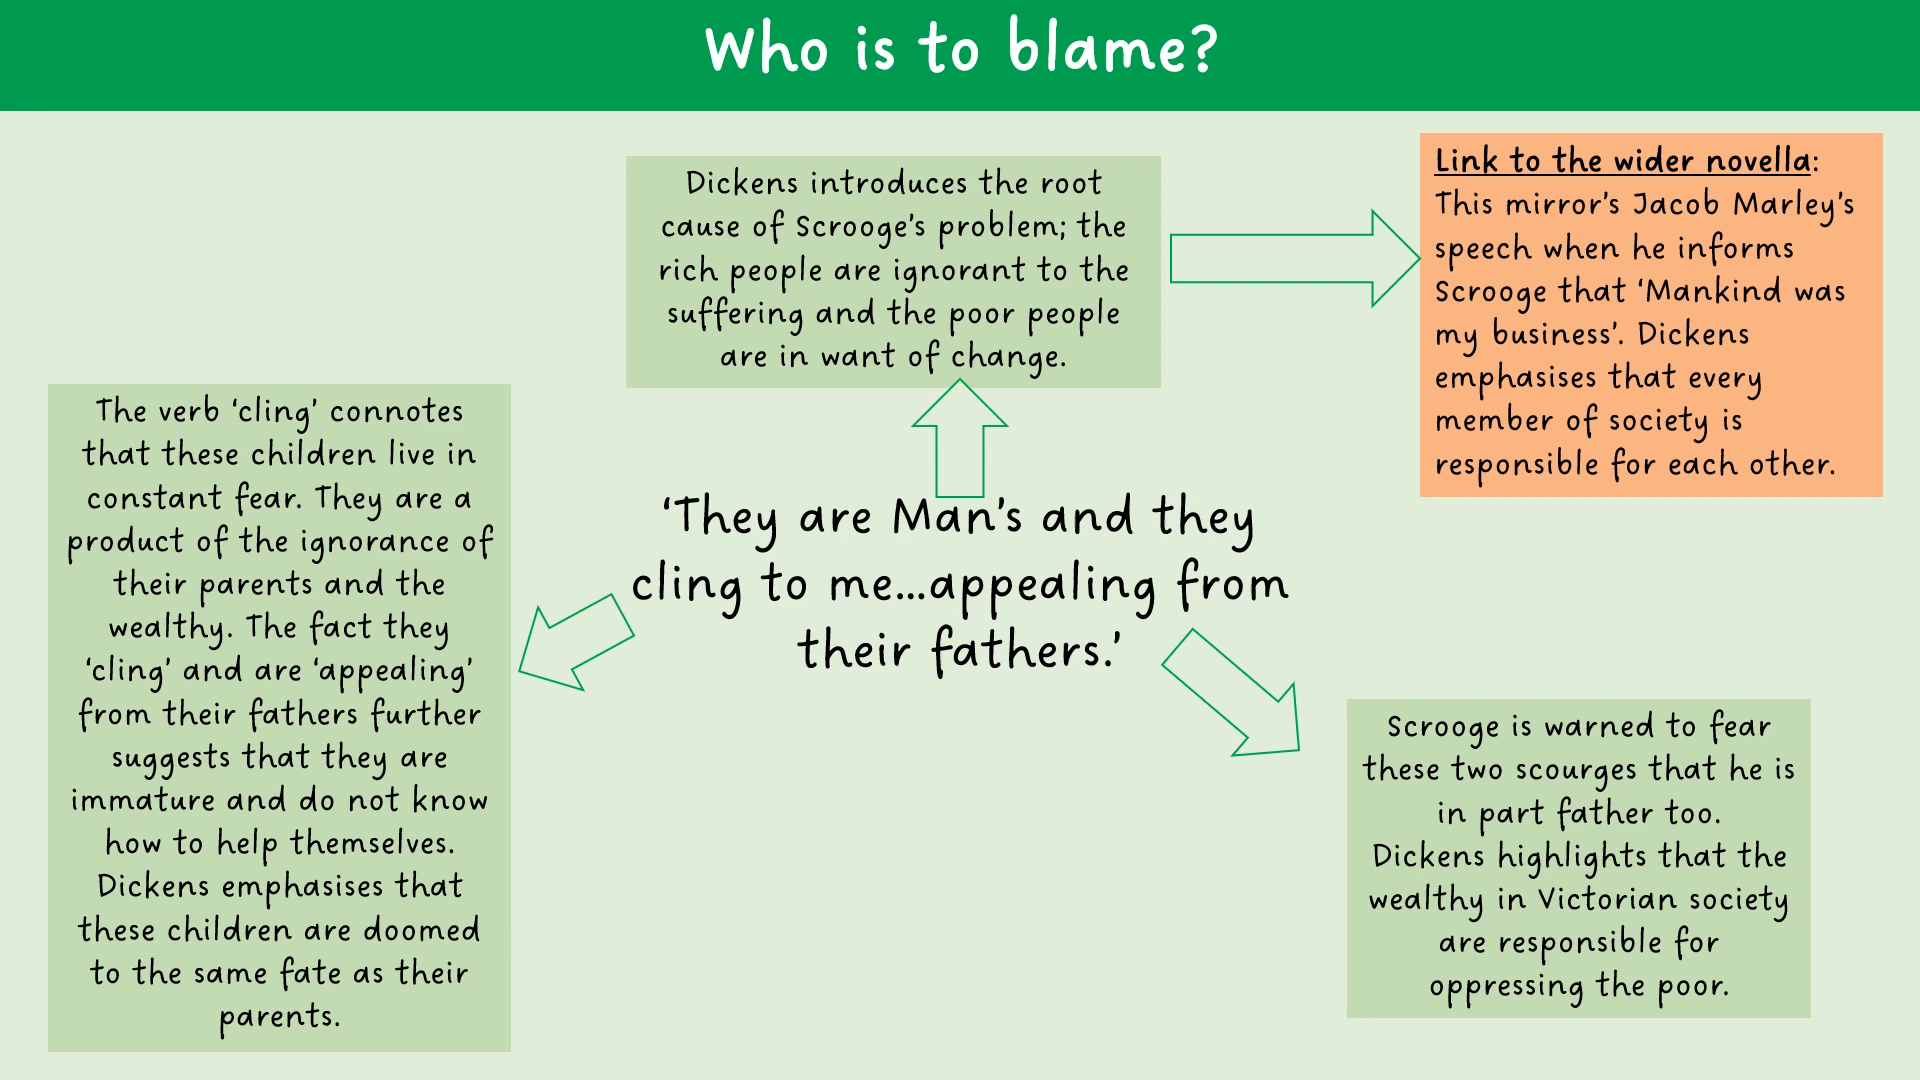 Who is to blame?
Dickens introduces the root
cause of Scrooge's problem; the
rich people are ignorant to the
suffering and the poor people
are in want of change.
Link to the wider novella:
This mirror's Jacob Marley's
speech when he informs
Scrooge that 'Mankind was
my business'. Dickens
emphasises that every
member of society is
responsible for each other.
The verb 'cling' connotes
that these children live in
constant fear. They are a
product of the ignorance of
their parents and the
wealthy. The fact they
'cling' and are 'appealing'
from their fathers further
suggests that they are
immature and do not know
how to help themselves.
Dickens emphasises that
these children are doomed
to the same fate as their
parents.
'They are Man's and they
cling to me...appealing from
their fathers.'
Scrooge is warned to fear
these two scourges that he is
in part father too.
Dickens highlights that the
wealthy in Victorian society
are responsible for
oppressing the poor.